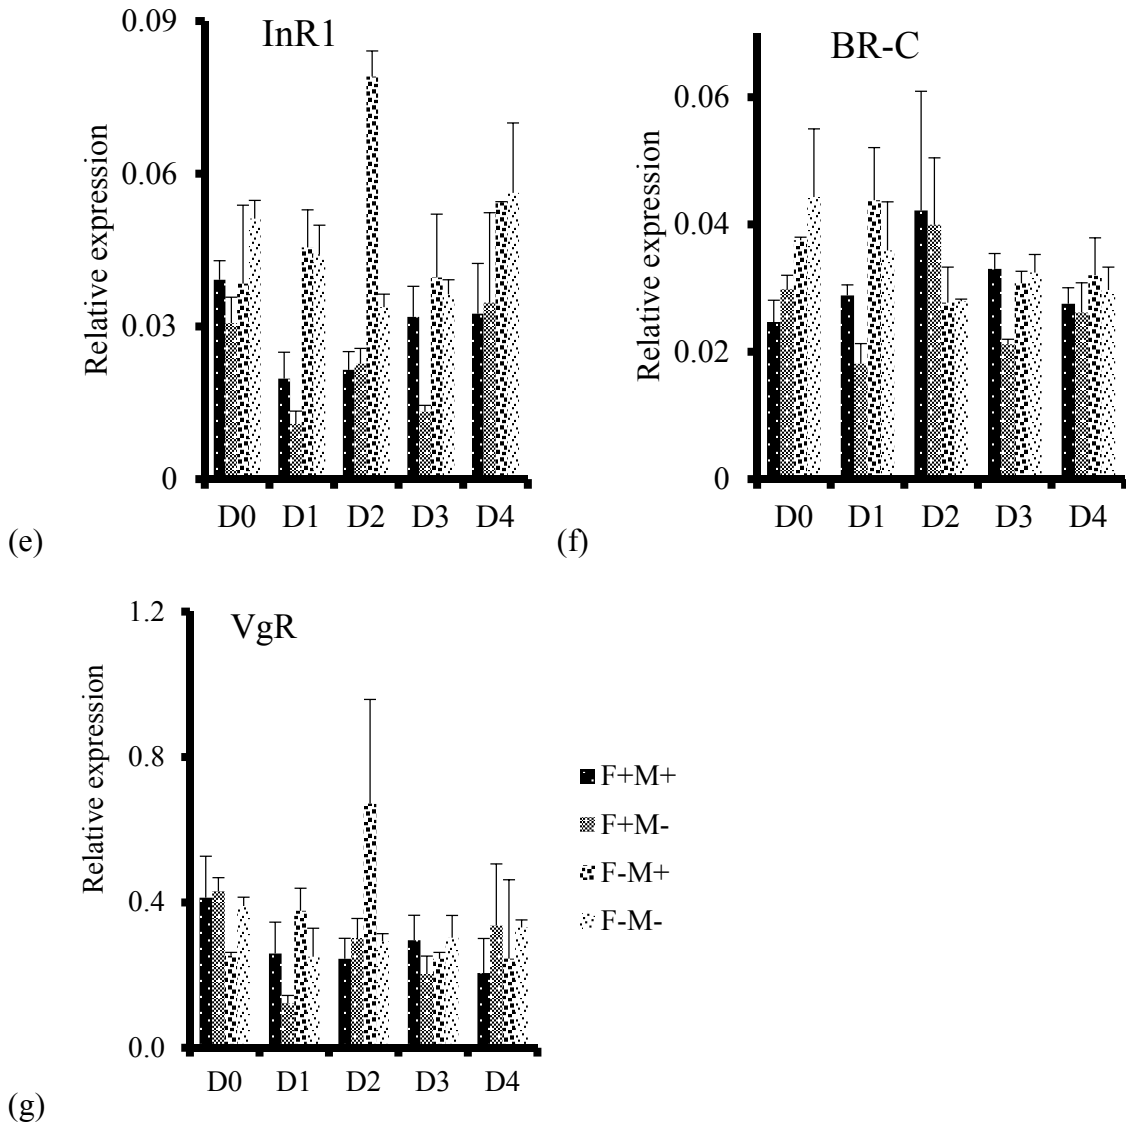 InR1
Relative expression
0.09
0.06
0.03
0
D0 D1 D2 D3 D4
(e)
BR-C
Relative expression
0.06
0.04
0.02
0
D0 D1 D2 D3 D4
(f)
VgR
Relative expression
1.2
0.8
0.4
0.0
D0 D1 D2 D3 D4
(g)
F+M+
F+M-
F-M+
F-M-